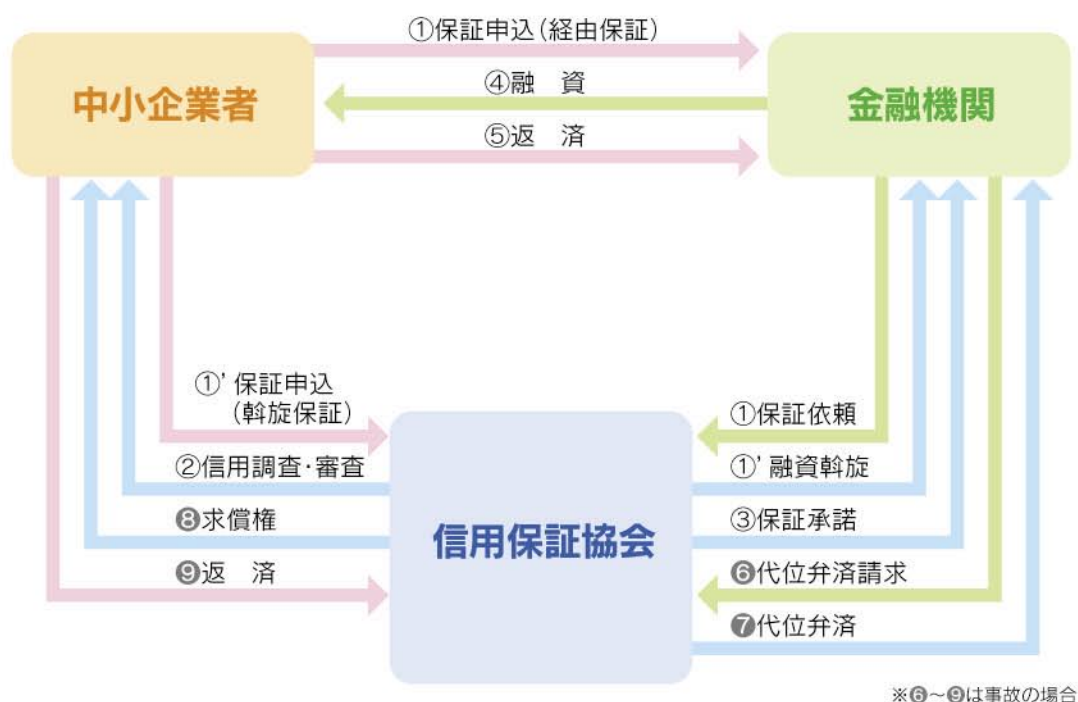 ①保証申込(経由保証)
中小企業者
④融　資
金融機関
⑤返　済
①’保証申込
(斡旋保証)
①保証依頼
②信用調査・審査
①’融資斡旋
❽求償権
③保証承諾
信用保証協会
❾返　済
❻代位弁済請求
❼代位弁済
※❻～❾は事故の場合